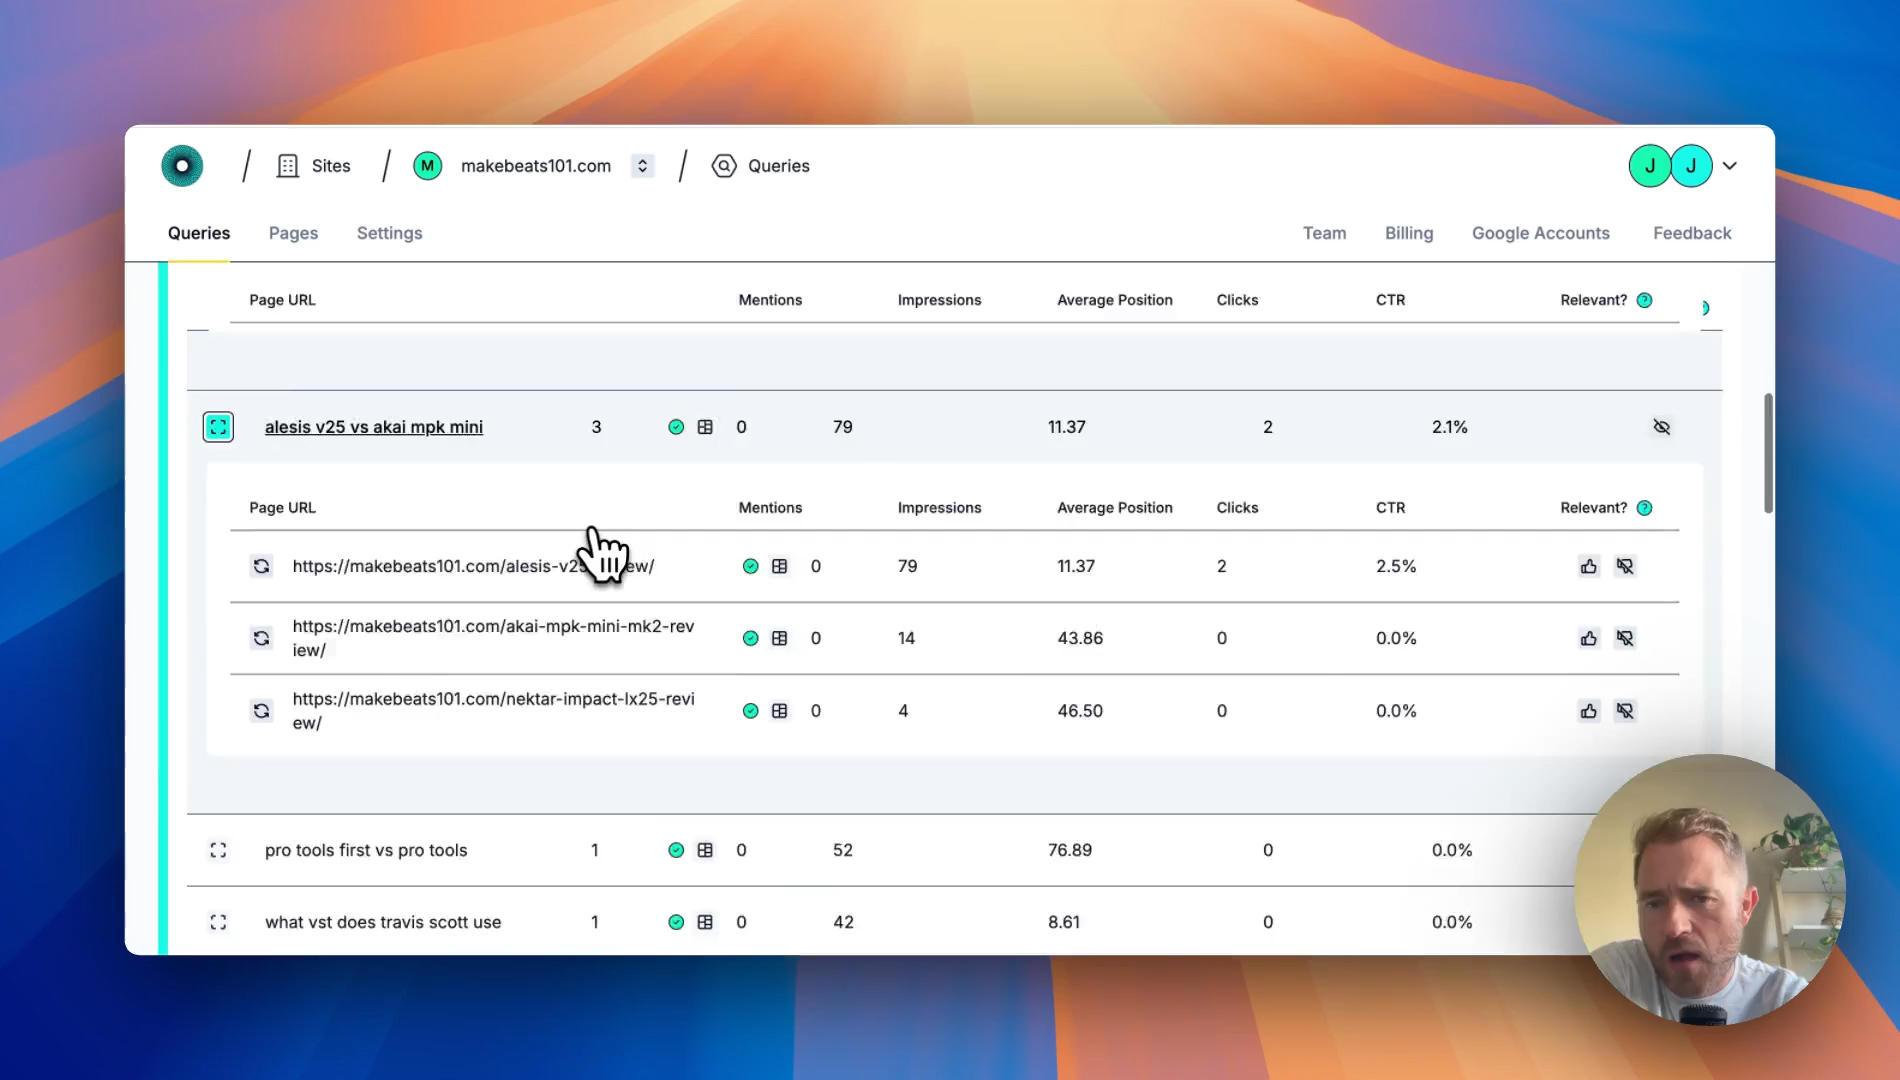 / Sites / M makebeats101.com / Queries J J
Queries Pages Settings Team Billing Google Accounts Feedback
Page URL Mentions Impressions Average Position Clicks CTR Relevant? ?
alesis v25 vs akai mpk mini 3 0 79 11.37 2 2.1%
Page URL Mentions Impressions Average Position Clicks CTR Relevant? ?
https://makebeats101.com/alesis-v25 ew/ 0 79 11.37 2 2.5%
https://makebeats101.com/akai-mpk-mini-mk2-rev
iew/ 0 14 43.86 0 0.0%
https://makebeats101.com/nektar-impact-lx25-revi
ew/ 0 4 46.50 0 0.0%
pro tools first vs pro tools 1 0 52 76.89 0 0.0%
what vst does travis scott use 1 0 42 8.61 0 0.0%